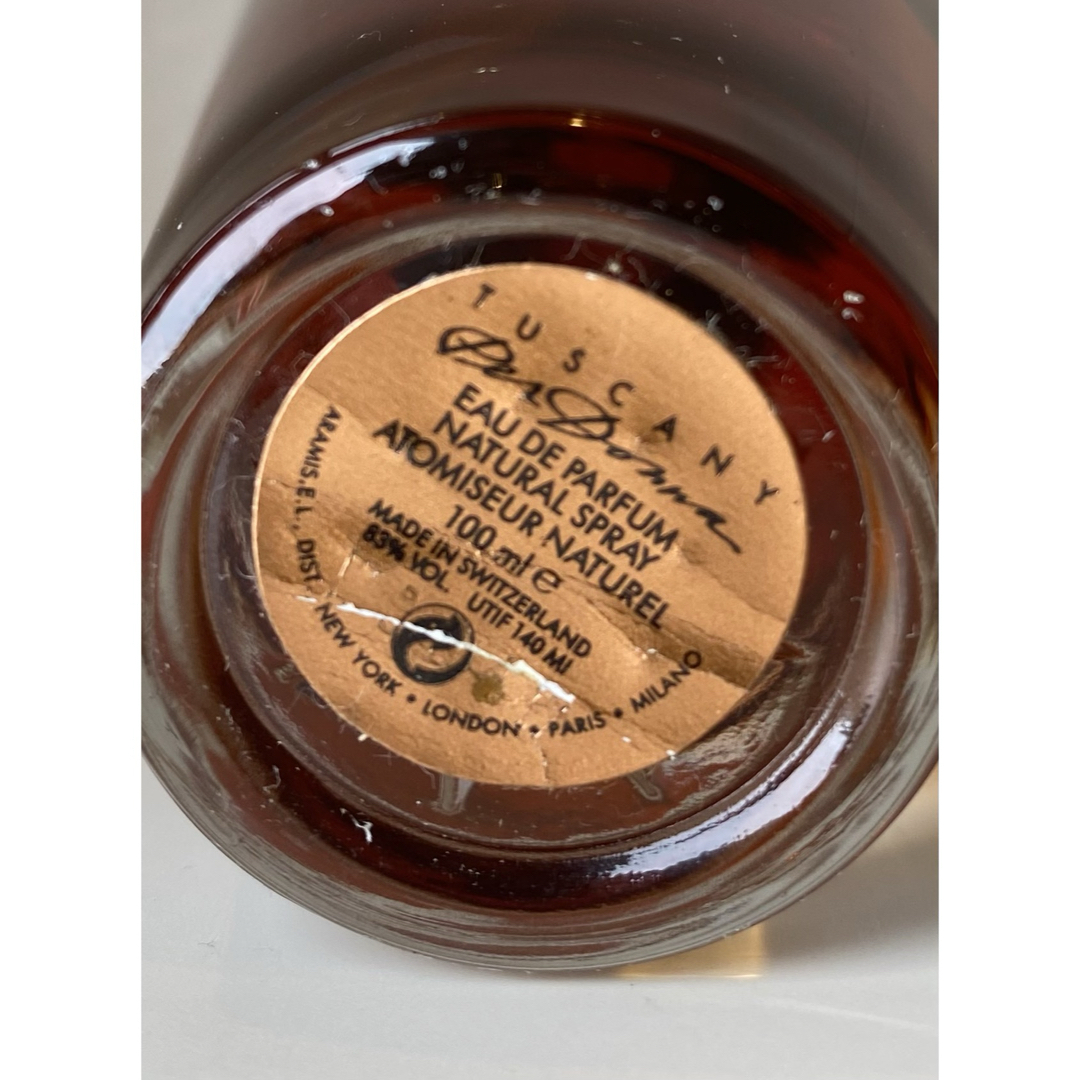 TUSCANY
Per Donna
EAU DE PARFUM
NATURAL SPRAY
ATOMISEUR NATUREL
100 ml e
MADE IN SWITZERLAND
83% VOL UTIF 140 Ml
ARAMIS.E.I., DIST. NEW YORK • LONDON • PARIS • MILANO